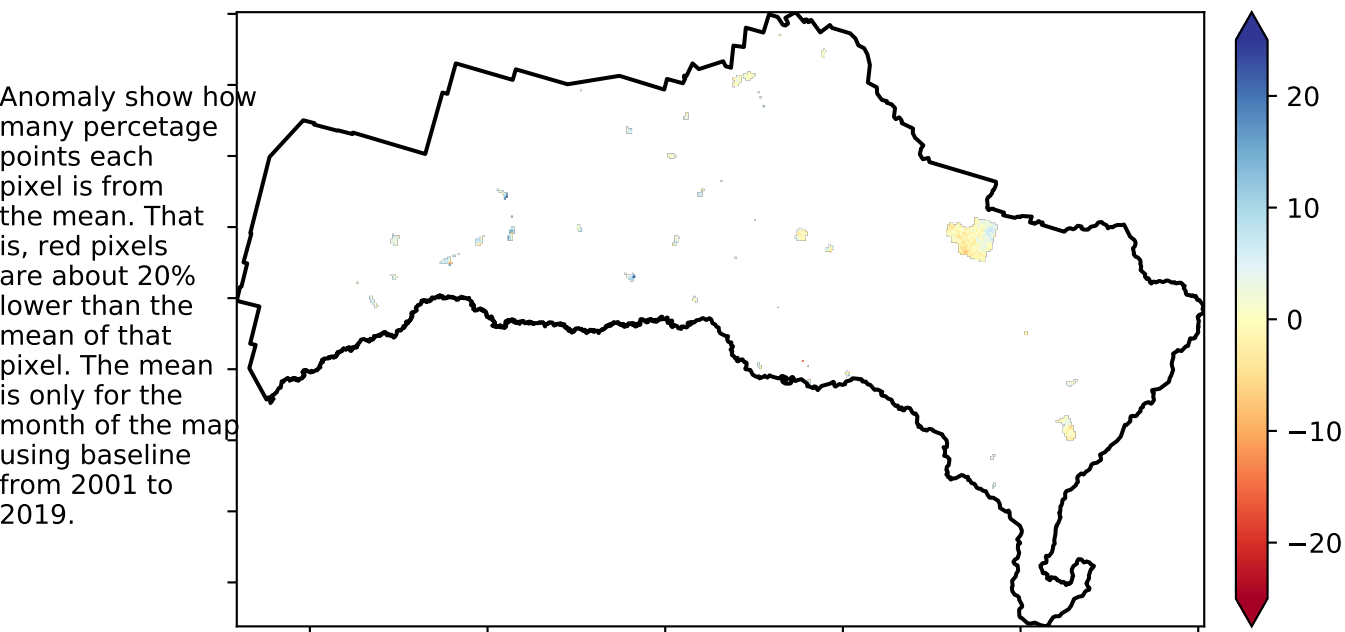 Anomaly show how
many percetage
points each
pixel is from
the mean. That
is, red pixels
are about 20%
lower than the
mean of that
pixel. The mean
is only for the
month of the map
using baseline
from 2001 to
2019.
20
10
0
−10
−20